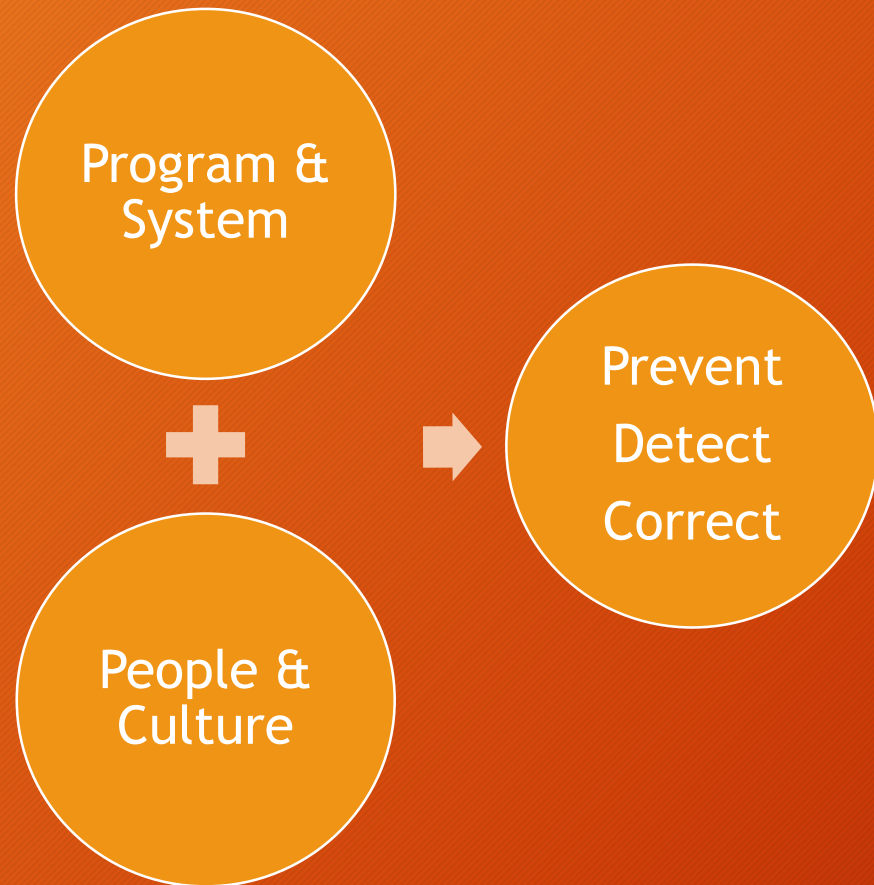 Program &
System
People &
Culture
Prevent
Detect
Correct